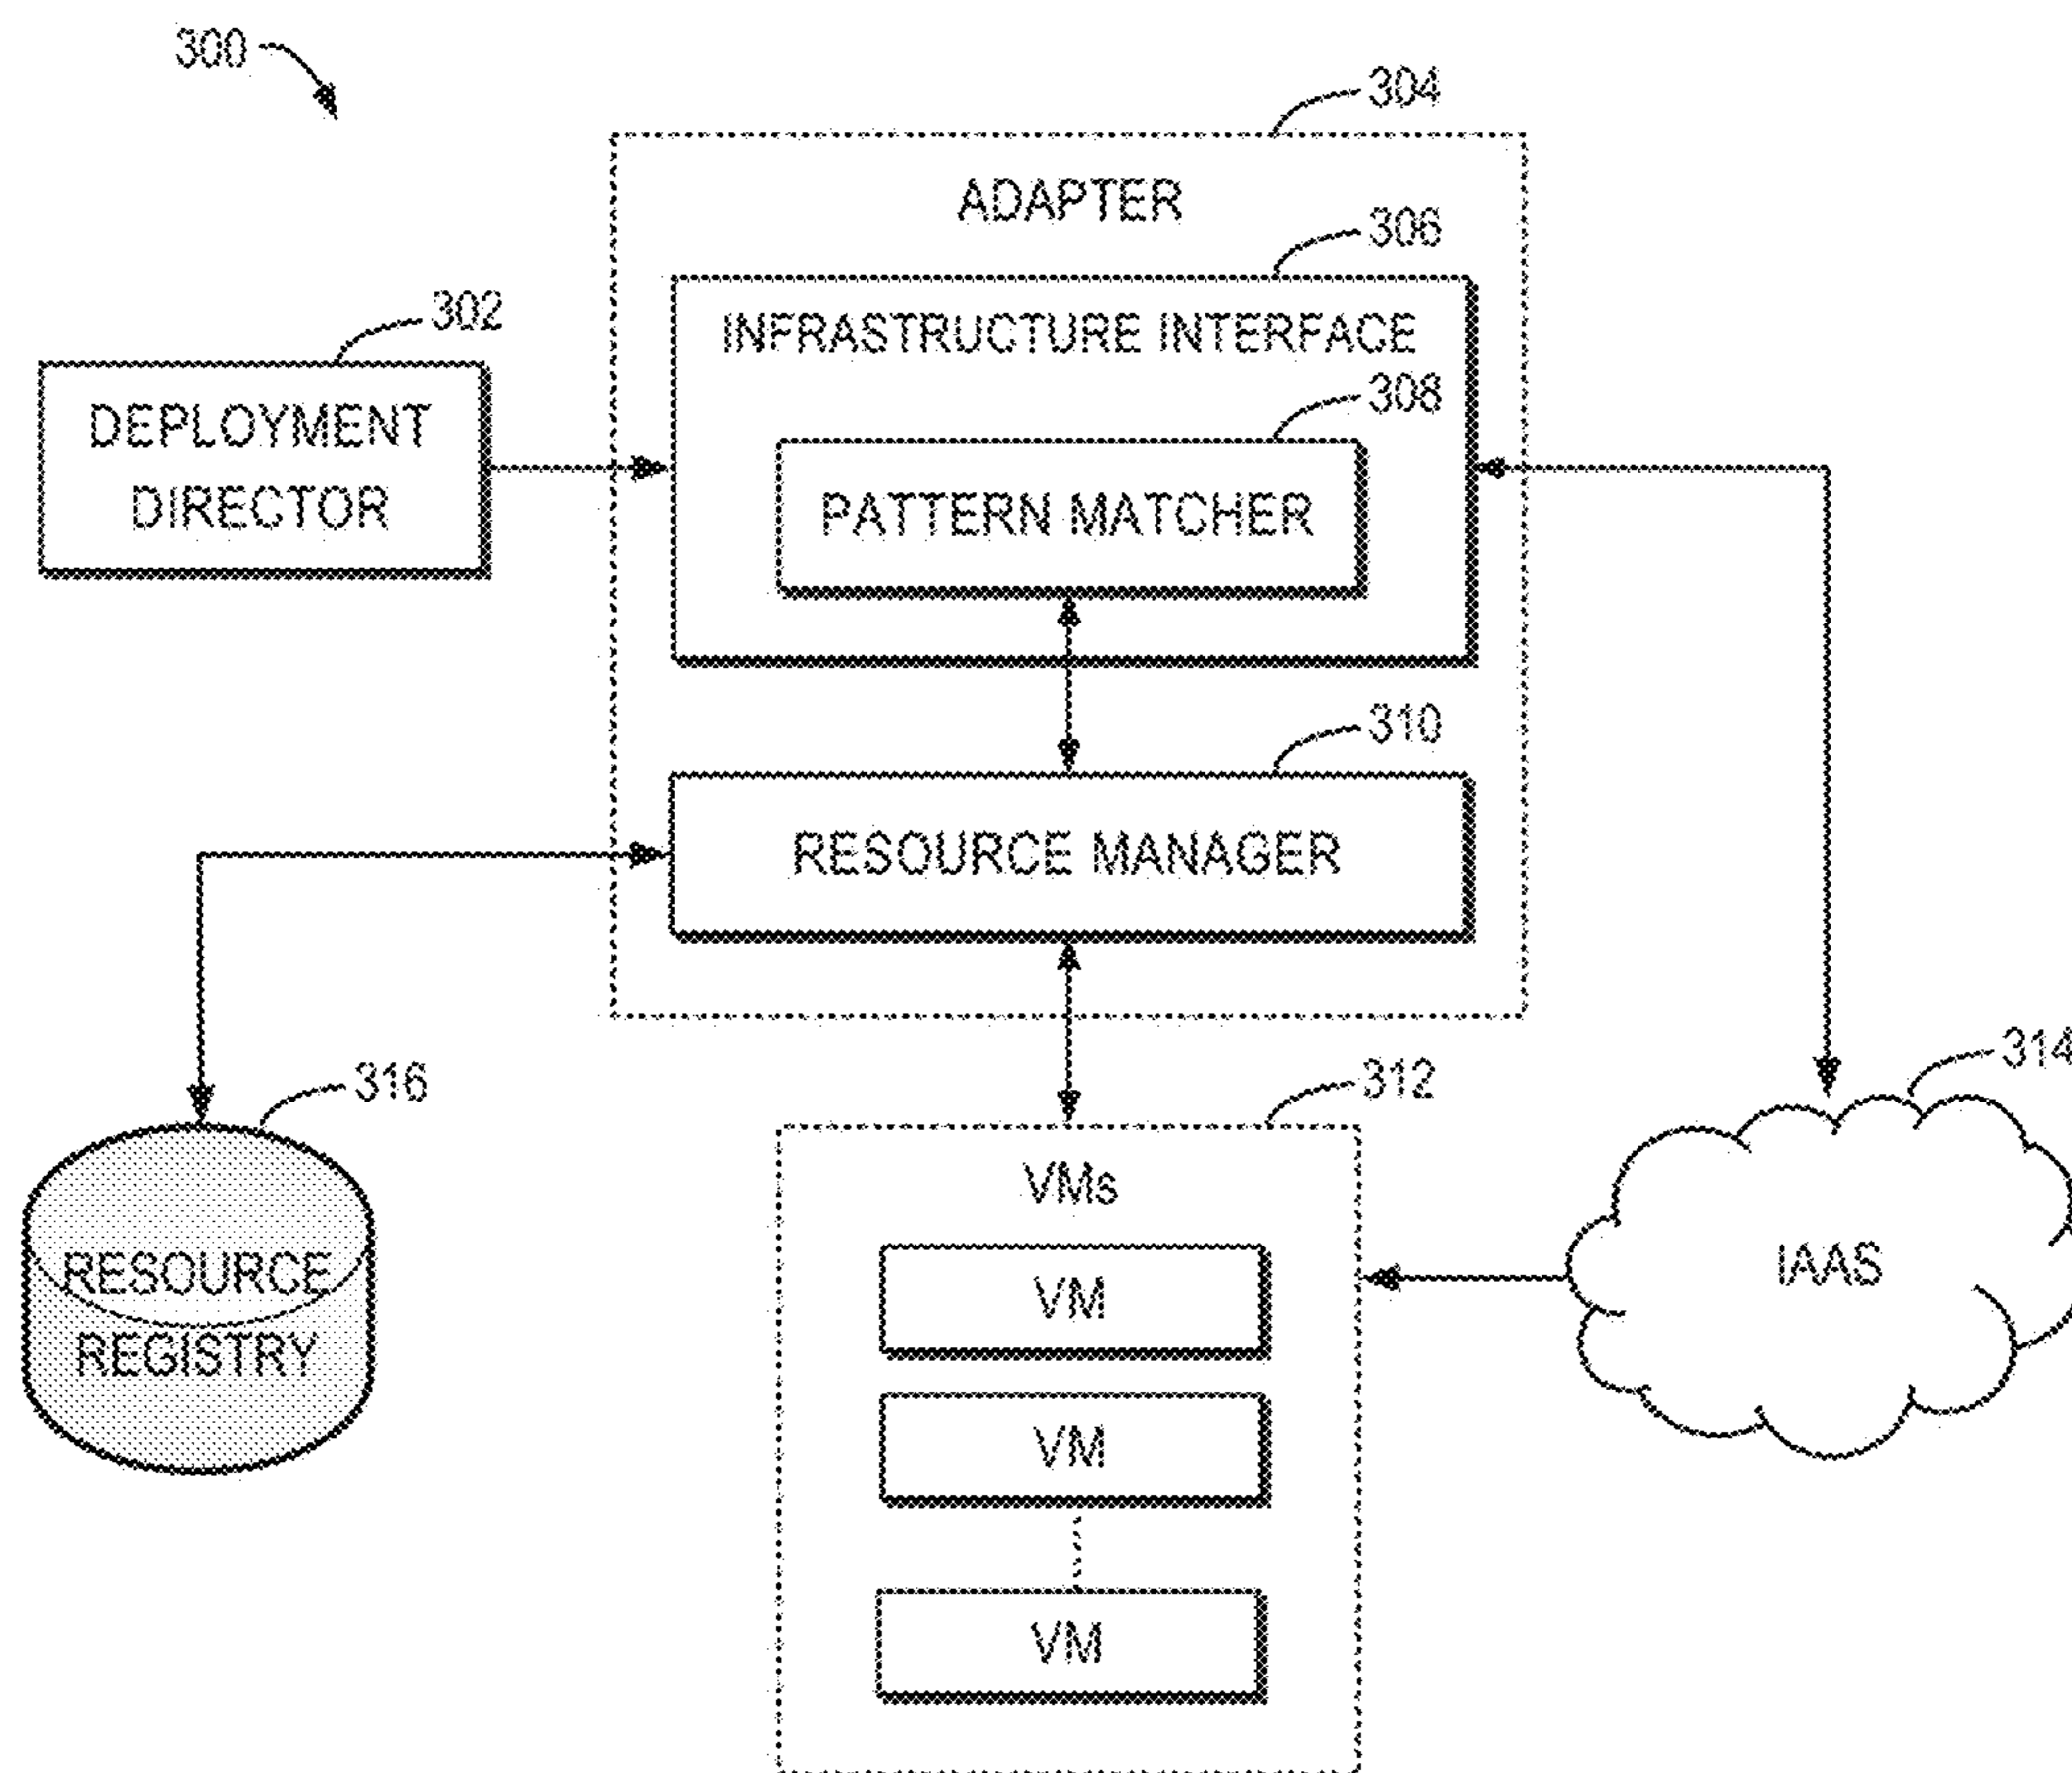 300
304
ADAPTER
306
302
INFRASTRUCTURE INTERFACE
308
DEPLOYMENT
DIRECTOR
PATTERN MATCHER
310
RESOURCE MANAGER
316
312
314
VMs
RESOURCE
REGISTRY
VM
IAAS
VM
VM